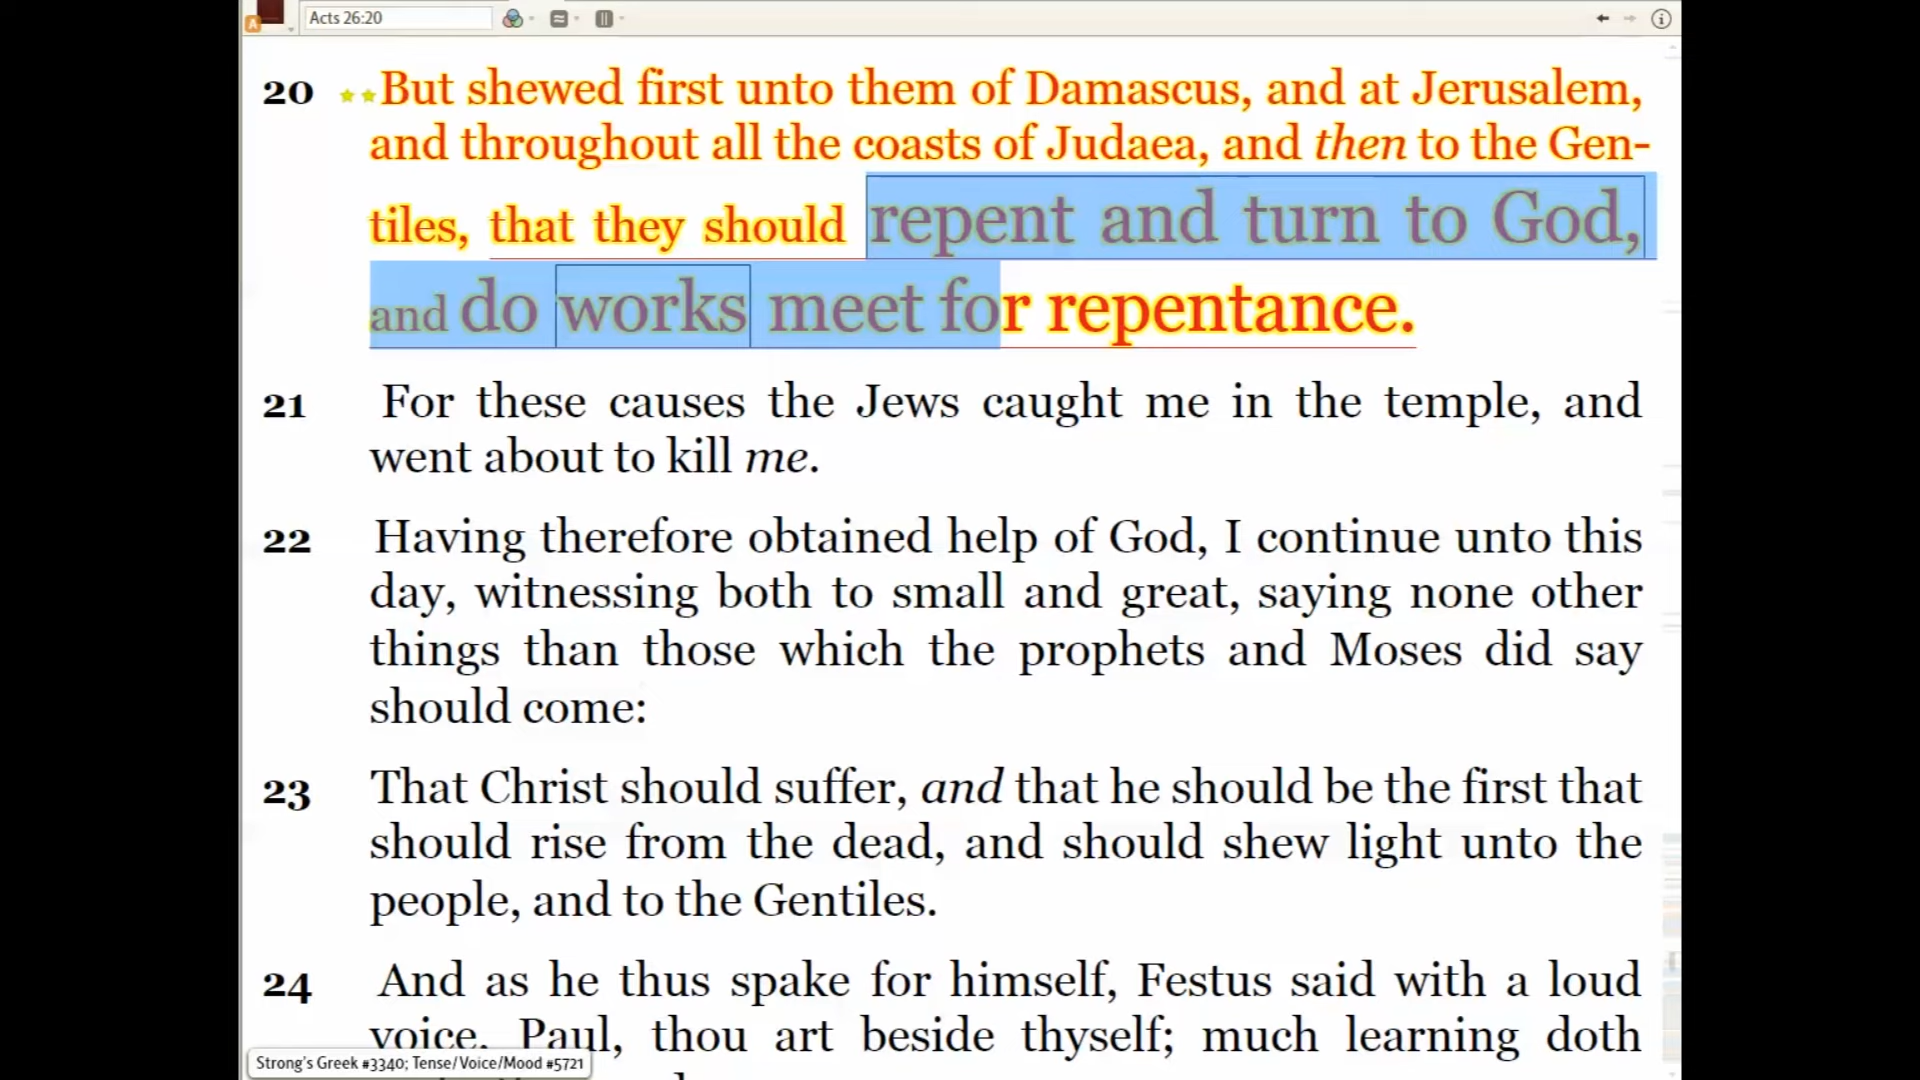 A
Acts 26:20
20 But shewed first unto them of Damascus, and at Jerusalem,
and throughout all the coasts of Judaea, and then to the Gen-
tiles, that they should repent and turn to God,
and do works meet for repentance.
21 For these causes the Jews caught me in the temple, and
went about to kill me.
22 Having therefore obtained help of God, I continue unto this
day, witnessing both to small and great, saying none other
things than those which the prophets and Moses did say
should come:
23 That Christ should suffer, and that he should be the first that
should rise from the dead, and should shew light unto the
people, and to the Gentiles.
24 And as he thus spake for himself, Festus said with a loud
voice, Paul, thou art beside thyself; much learning doth
Strong's Greek #3340; Tense/Voice/Mood #5721